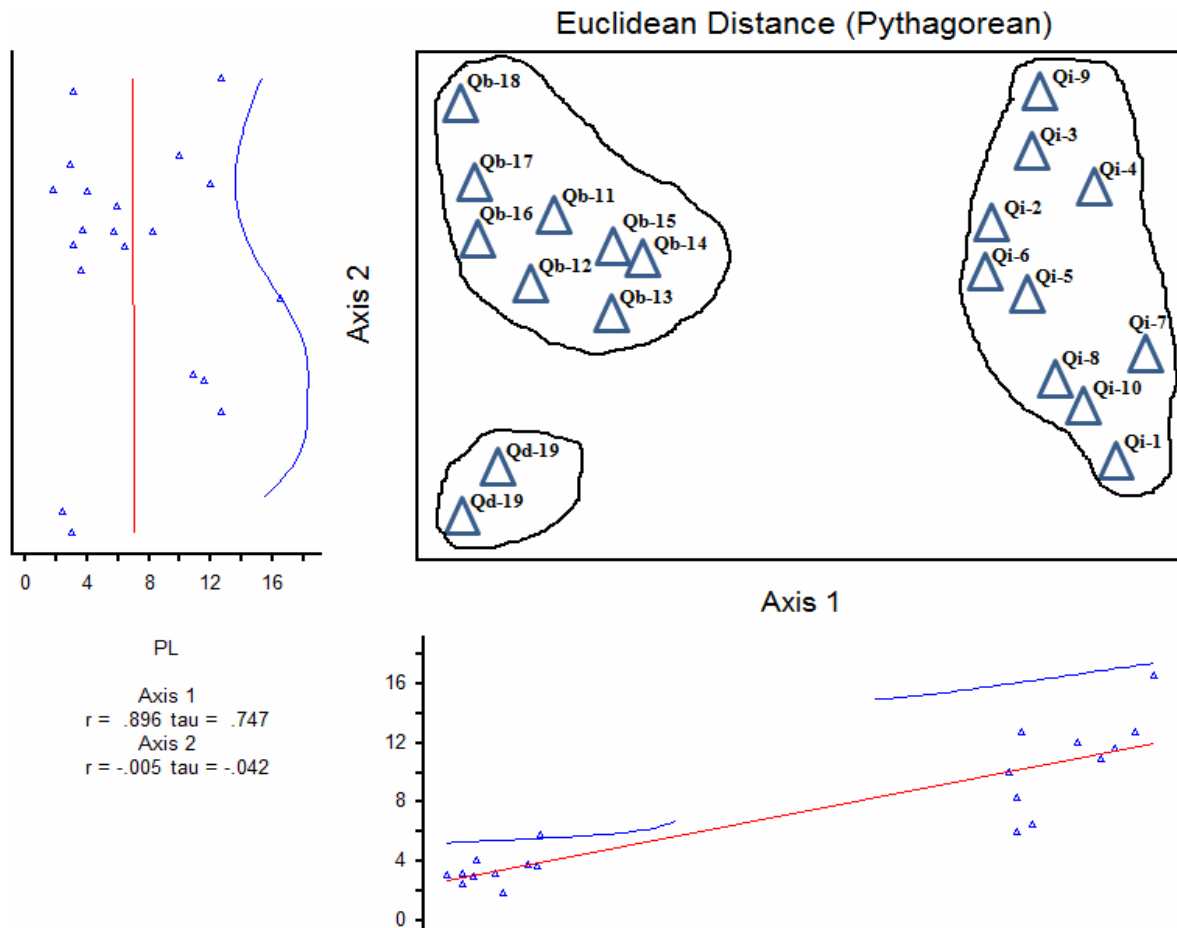 Euclidean Distance (Pythagorean)
Qb-18
Qi-9
Qi-3
Qb-17
Qi-4
Qb-11
Qi-2
Qb-16
Qb-15
Qb-14
Qi-6
Qb-12
Qi-5
Qb-13
Qi-7
Qi-8
Qi-10
Qi-1
Qd-19
Qd-19
Axis 2
0 4 8 12 16
Axis 1
PL
Axis 1
r = .896 tau = .747
Axis 2
r = -.005 tau = -.042
16
12
8
4
0